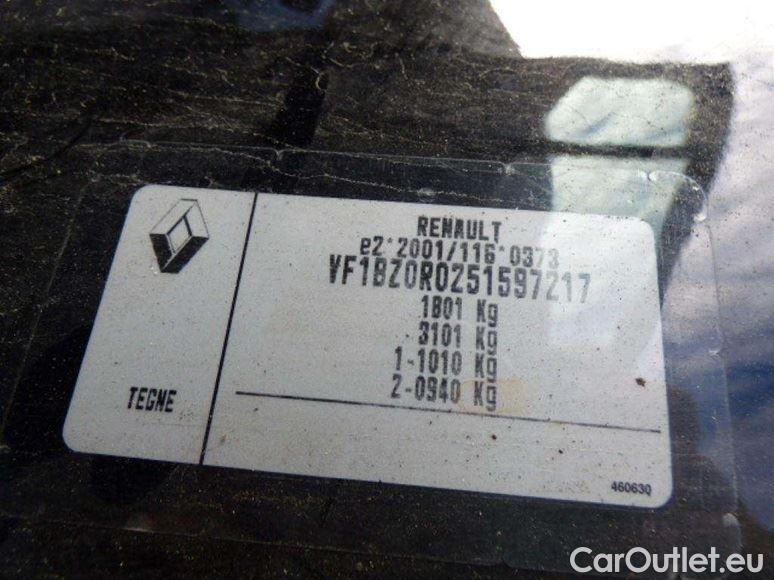 RENAULT
e2*2001/116*0373
VF1BZ0R0251597217
1801 Kg
3101 Kg
1-1010 Kg
2-0940 Kg
TEGNE
460630
CarOutlet.eu